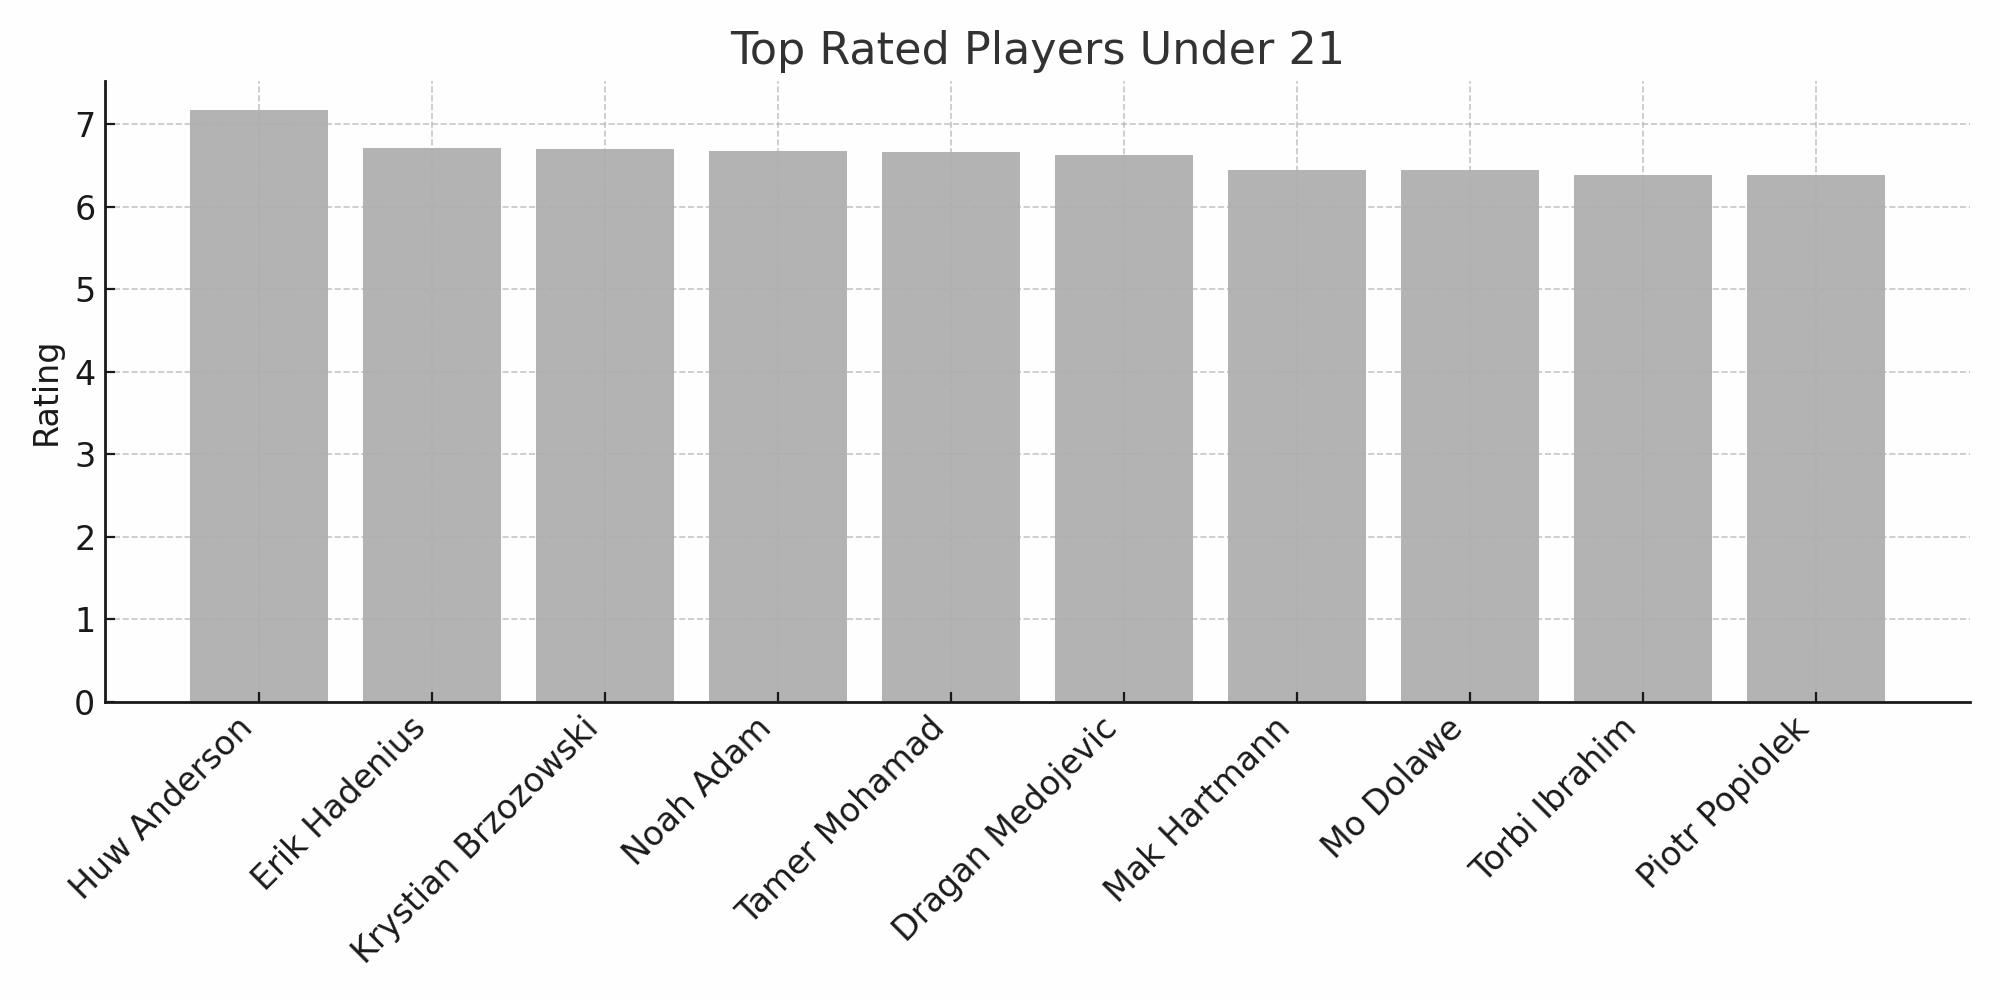 Top Rated Players Under 21
Rating
7
6
5
4
3
2
1
0
Huw Anderson
Erik Hadenius
Krystian Brzozowski
Noah Adam
Tamer Mohamad
Dragan Medojevic
Mak Hartmann
Mo Dolawe
Torbi Ibrahim
Piotr Popiolek